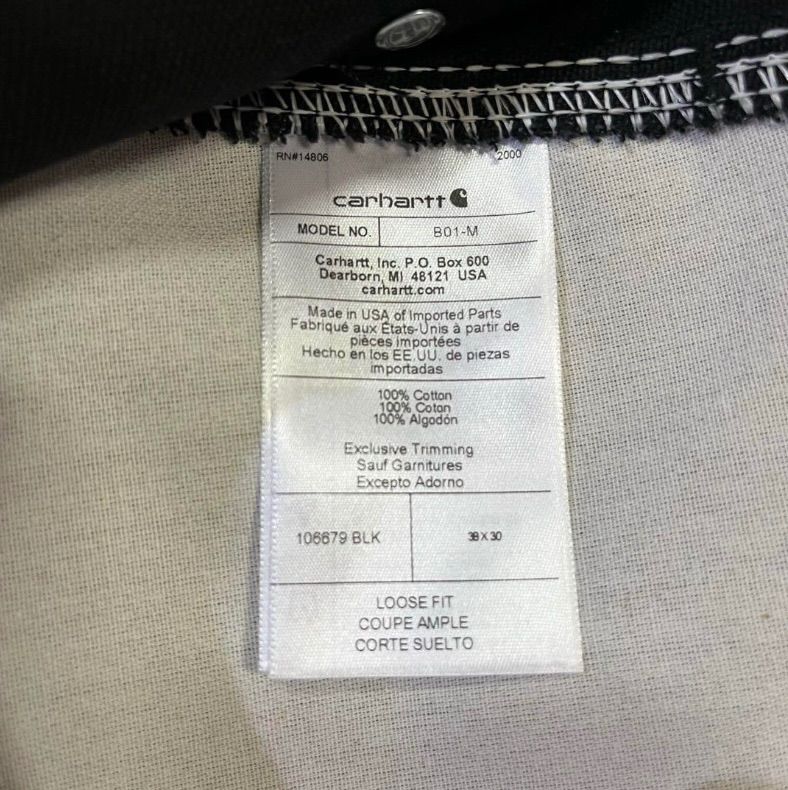 RN#14806 2000
carhartt
MODEL NO. B01-M
Carhartt, Inc. P.O. Box 600
Dearborn, MI 48121 USA
carhartt.com
Made in USA of Imported Parts
Fabriqué aux États-Unis à partir de
pièces importées
Hecho en los EE.UU. de piezas
importadas
100% Cotton
100% Coton
100% Algodón
Exclusive Trimming
Sauf Garnitures
Excepto Adorno
106679 BLK 38 X 30
LOOSE FIT
COUPE AMPLE
CORTE SUELTO